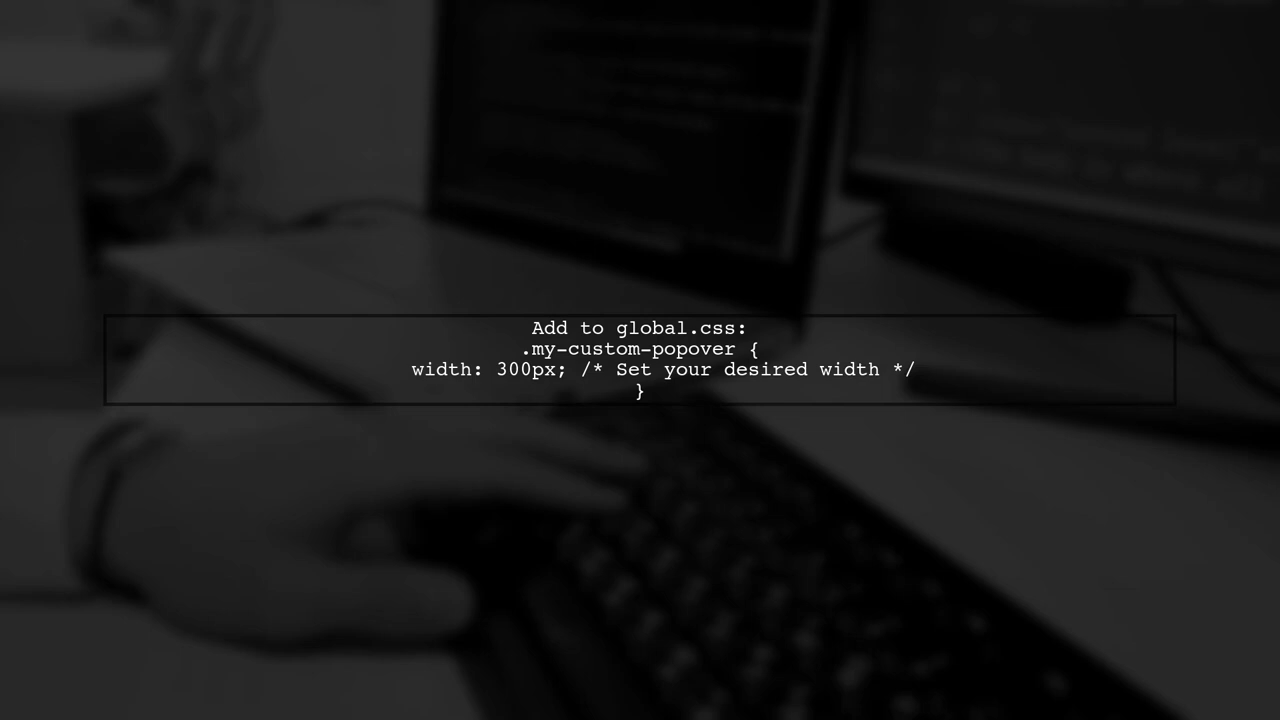 Add to global.css:
.my-custom-popover {
width: 300px; /* Set your desired width */
}